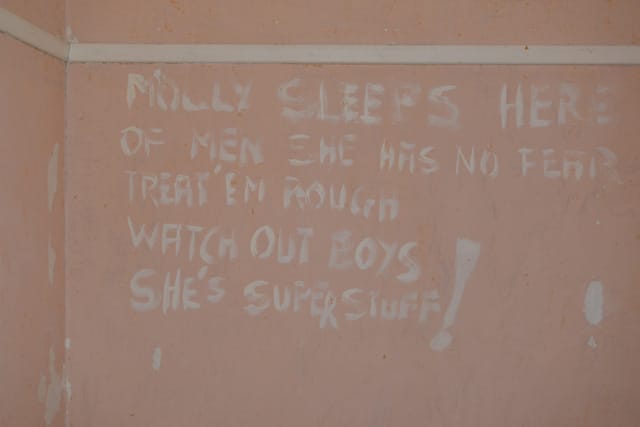 MOLLY SLEEPS HERE
OF MEN SHE HAS NO FEAR
TREAT'EM ROUGH
WATCH OUT BOYS
SHE'S SUPERSTUFF!